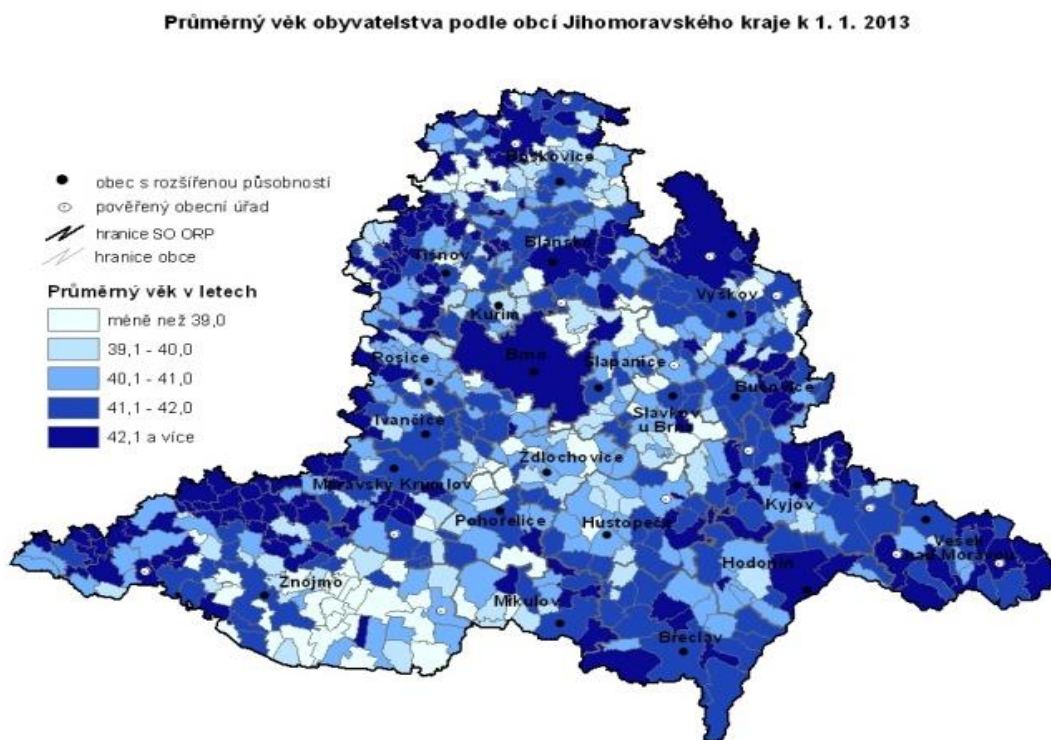 Průměrný věk obyvatelstva podle obcí Jihomoravského kraje k 1. 1. 2013
Boskovice
obec s rozšířenou působností
pověřený obecní úřad
hranice SO ORP
hranice obce
Blansko
Tišnov
Průměrný věk v letech
Vyškov
méně než 39,0
Kuřim
39,1 - 40,0
Rosice
Brno
Šlapanice
40,1 - 41,0
Bučovice
41,1 - 42,0
Ivančice
Slavkov
u Brna
42,1 a více
Židlochovice
Moravský Krumlov
Kyjov
Pohořelice
Hustopeče
Veselí
nad Moravou
Hodonín
Znojmo
Mikulov
Břeclav